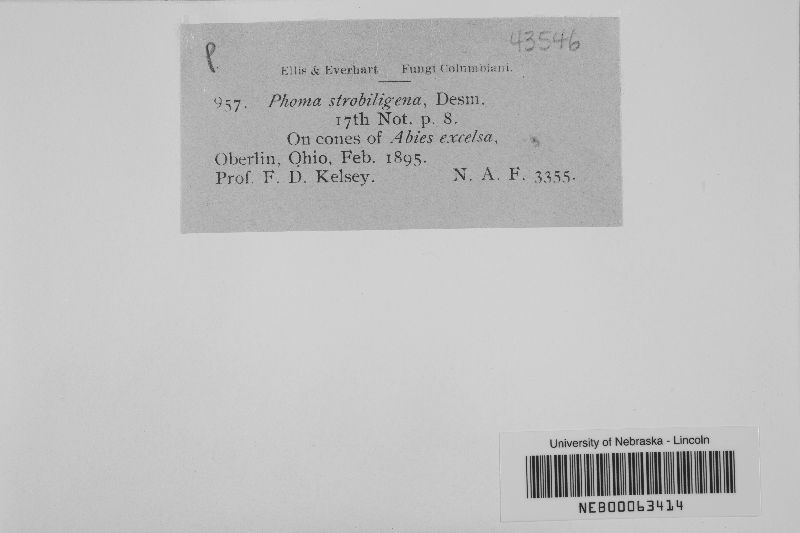 P.
43546
Ellis & Everhart Fungi Columbiani.
957. Phoma strobiligena, Desm.
17th Not. p. 8.
On cones of Abies excelsa,
Oberlin, Ohio, Feb. 1895.
Prof. F. D. Kelsey. N. A. F. 3355.
University of Nebraska - Lincoln
NEB00063414